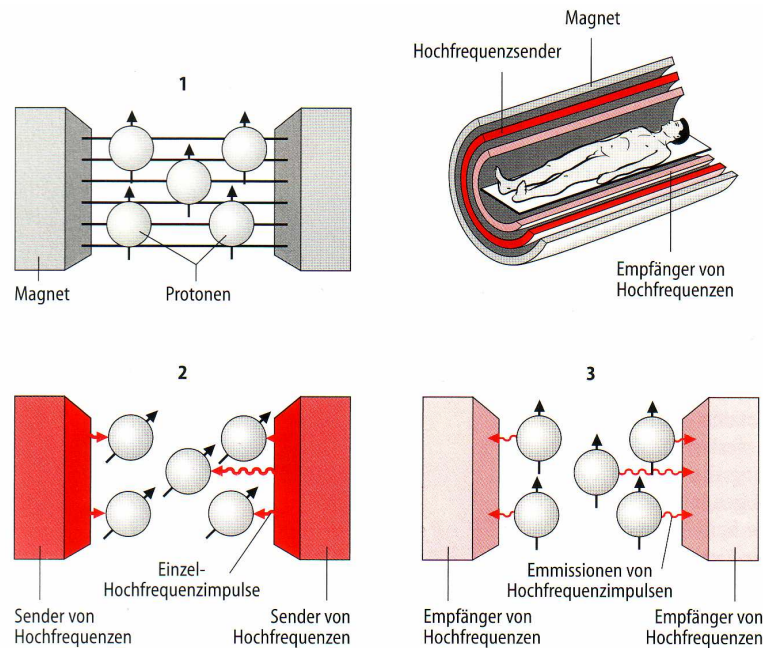 1
Magnet
Protonen
Magnet
Hochfrequenzsender
Empfänger von
Hochfrequenzen
2
Einzel-
Hochfrequenzimpulse
Sender von
Hochfrequenzen
Sender von
Hochfrequenzen
3
Emmissionen von
Hochfrequenzimpulsen
Empfänger von
Hochfrequenzen
Empfänger von
Hochfrequenzen